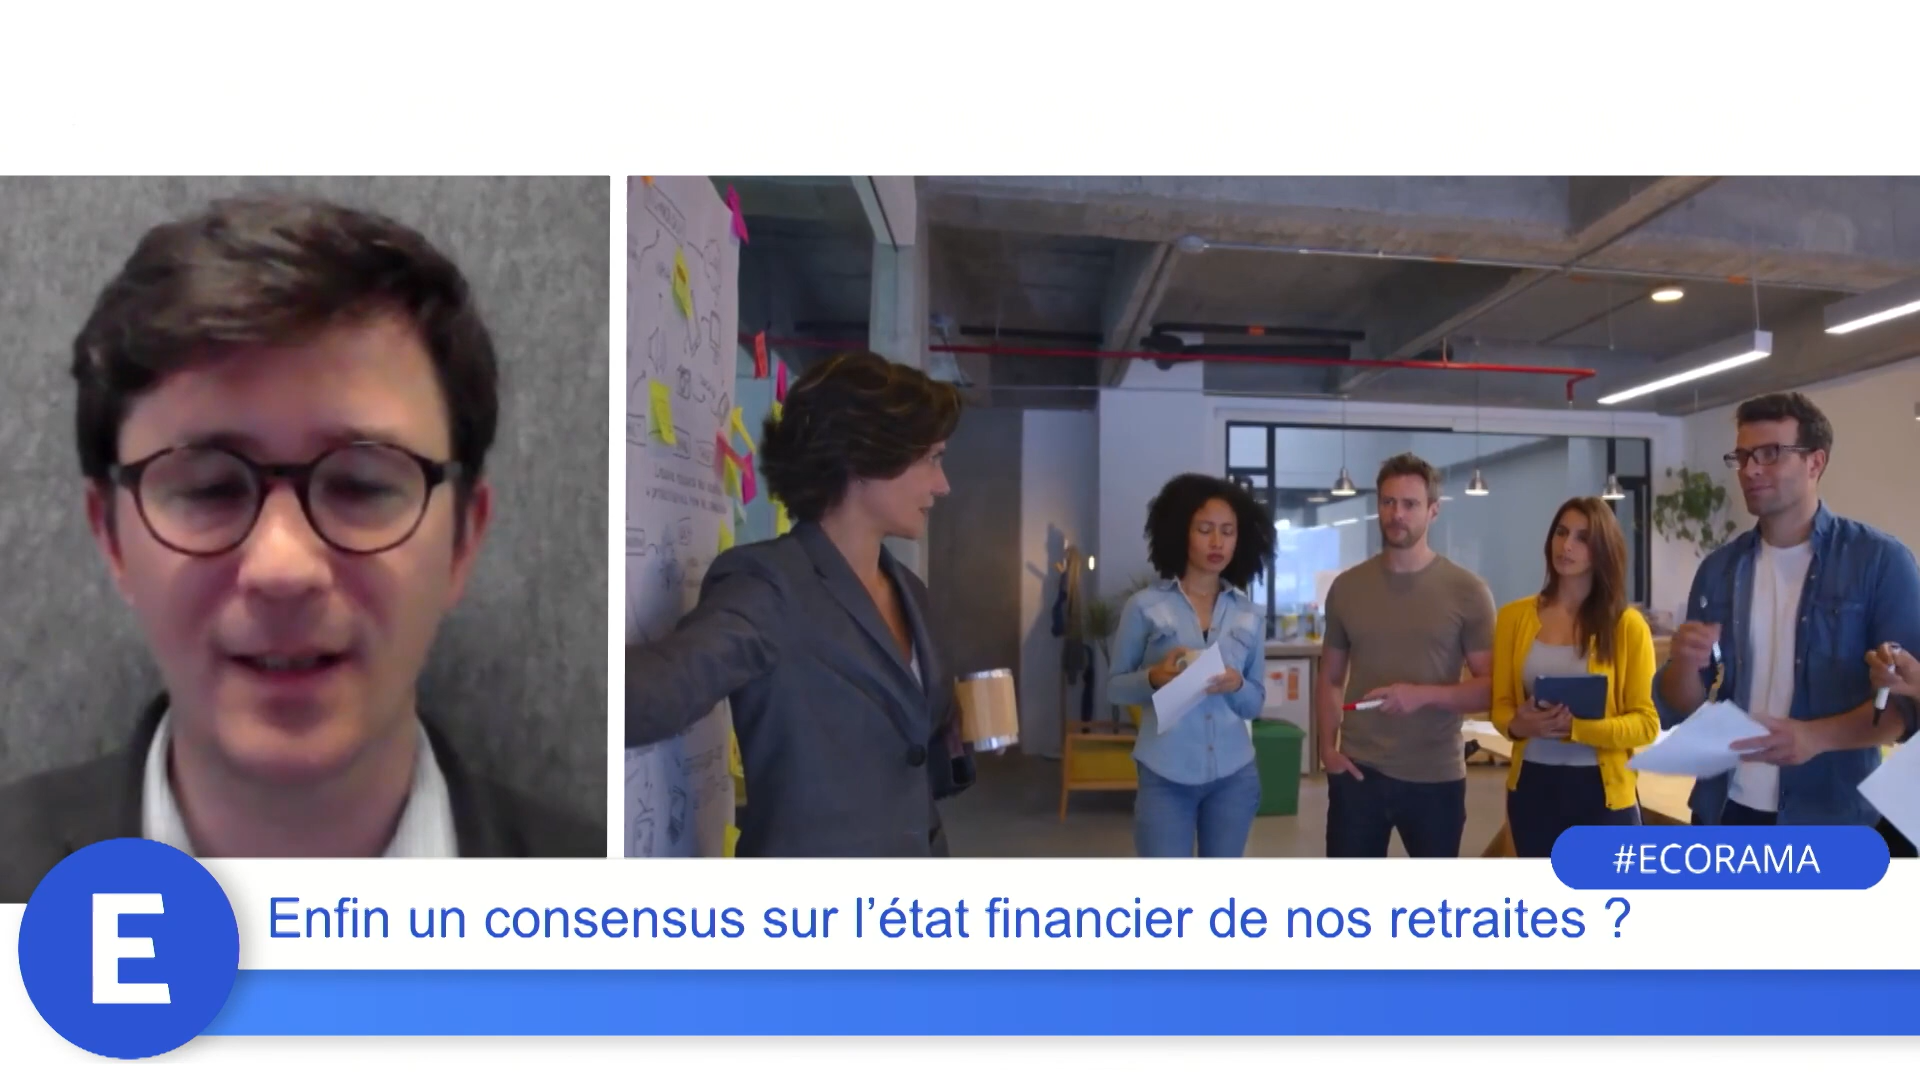 #ECORAMA
E
Enfin un consensus sur l’état financier de nos retraites ?